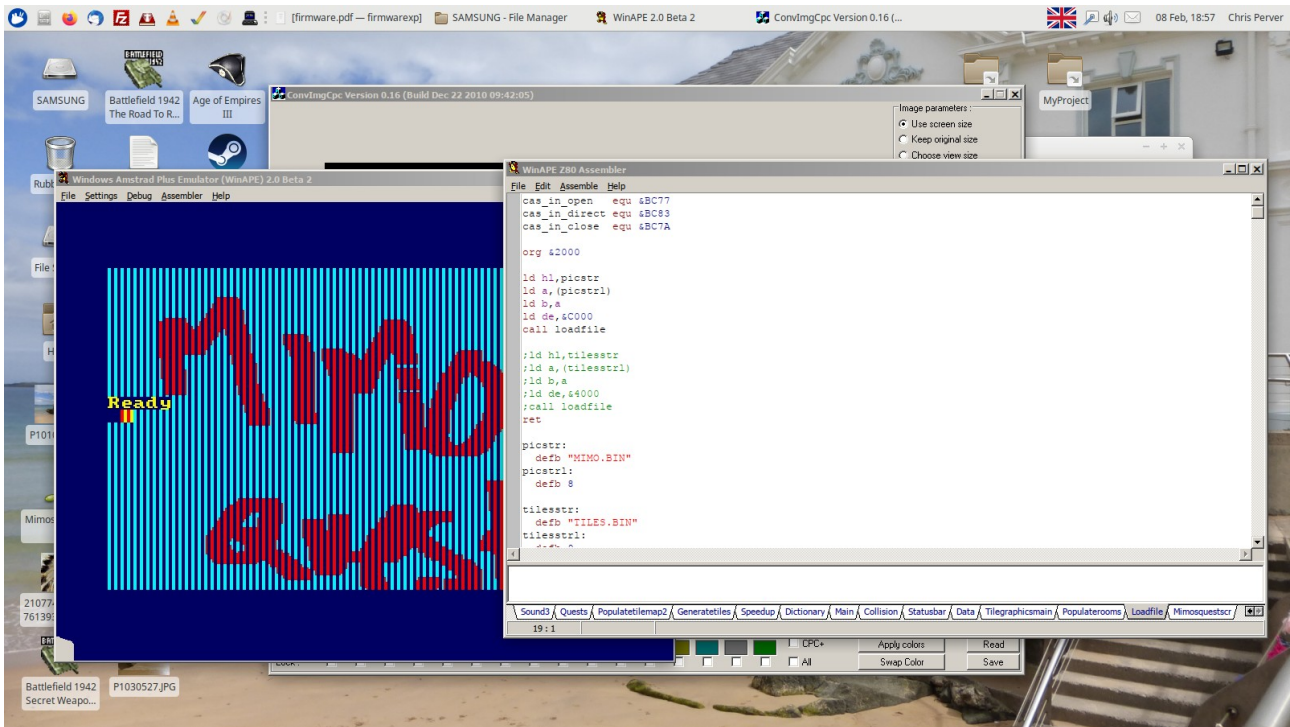 [firmware.pdf — firmwarexp] SAMSUNG - File Manager WinAPE 2.0 Beta 2 ConvImgCpc Version 0.16 (... 08 Feb, 18:57 Chris Perver
SAMSUNG
Battlefield 1942
The Road To R...
Age of Empires
III
MyProject
ConvImgCpc Version 0.16 (Build Dec 22 2010 09:42:05)
Image parameters :
Use screen size
Keep original size
Choose view size
Windows Amstrad Plus Emulator (WinAPE) 2.0 Beta 2
File Settings Debug Assembler Help
Ready
WinAPE Z80 Assembler
File Edit Assemble Help
cas_in_open equ &BC77
cas_in_direct equ &BC83
cas_in_close equ &BC7A
org &2000
ld hl,picstr
ld a,(picstrl)
ld b,a
ld de,&C000
call loadfile
;ld hl,tilesstr
;ld a,(tilesstrl)
;ld b,a
;ld de,&4000
;call loadfile
ret
picstr:
defb "MIMO.BIN"
picstrl:
defb 8
tilesstr:
defb "TILES.BIN"
tilesstrl:
Sound3 Quests Populatetilemap2 Generatetiles Speedup Dictionary Main Collision Statusbar Data Tilegraphicsmain Populaterooms Loadfile Mimosquestscr
19 : 1
CPC+ Apply colors Read
All Swap Color Save
Battlefield 1942
Secret Weapo...
P1030527.JPG